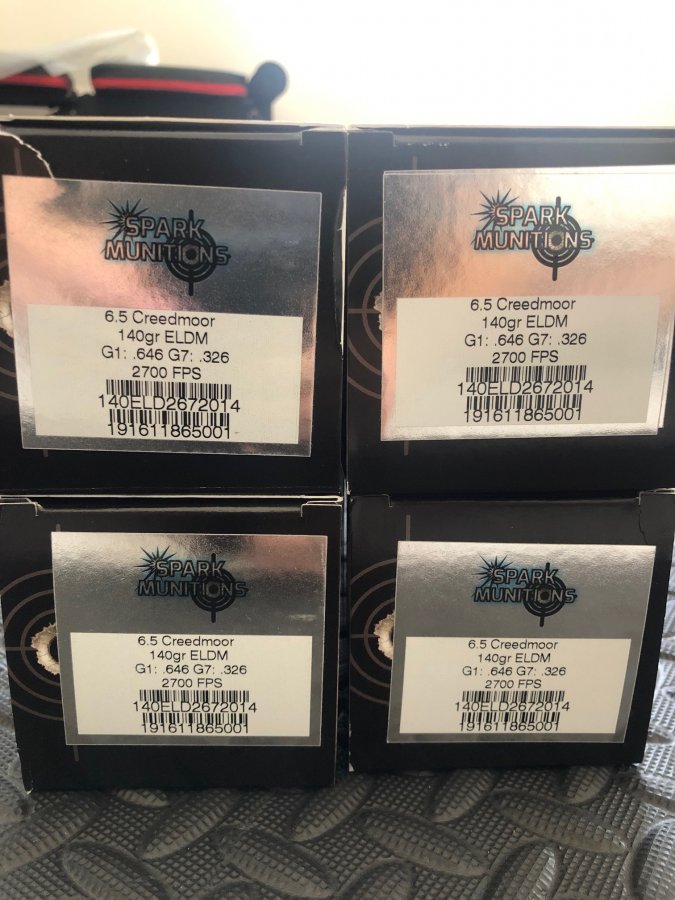 SPARK
MUNITIONS
6.5 Creedmoor
140gr ELDM
G1: .646 G7: .326
2700 FPS
140ELD2672014
191611865001
SPARK
MUNITIONS
6.5 Creedmoor
140gr ELDM
G1: .646 G7: .326
2700 FPS
140ELD2672014
191611865001
SPARK
MUNITIONS
6.5 Creedmoor
140gr ELDM
G1: .646 G7: .326
2700 FPS
140ELD2672014
191611865001
SPARK
MUNITIONS
6.5 Creedmoor
140gr ELDM
G1: .646 G7: .326
2700 FPS
140ELD2672014
191611865001